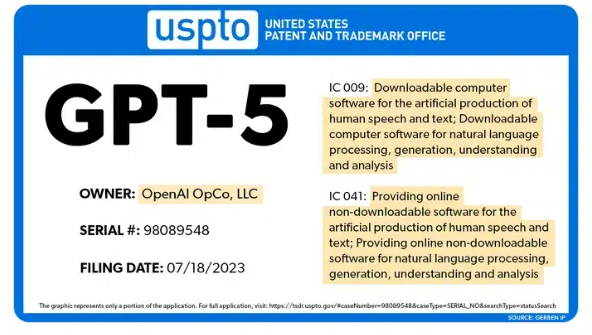 uspto
UNITED STATES
PATENT AND TRADEMARK OFFICE
GPT-5
OWNER: OpenAI OpCo, LLC
SERIAL #: 98089548
FILING DATE: 07/18/2023
IC 009: Downloadable computer
software for the artificial production of
human speech and text; Downloadable
computer software for natural language
processing, generation, understanding
and analysis
IC 041: Providing online
non-downloadable software for the
artificial production of human speech and
text; Providing online non-downloadable
software for natural language processing,
generation, understanding and analysis
The graphic represents only a portion of the application. For full application, visit: https://tsdr.uspto.gov/#caseNumber=98089548&caseType=SERIAL_NO&searchType=statusSearch
SOURCE: GERBEN IP